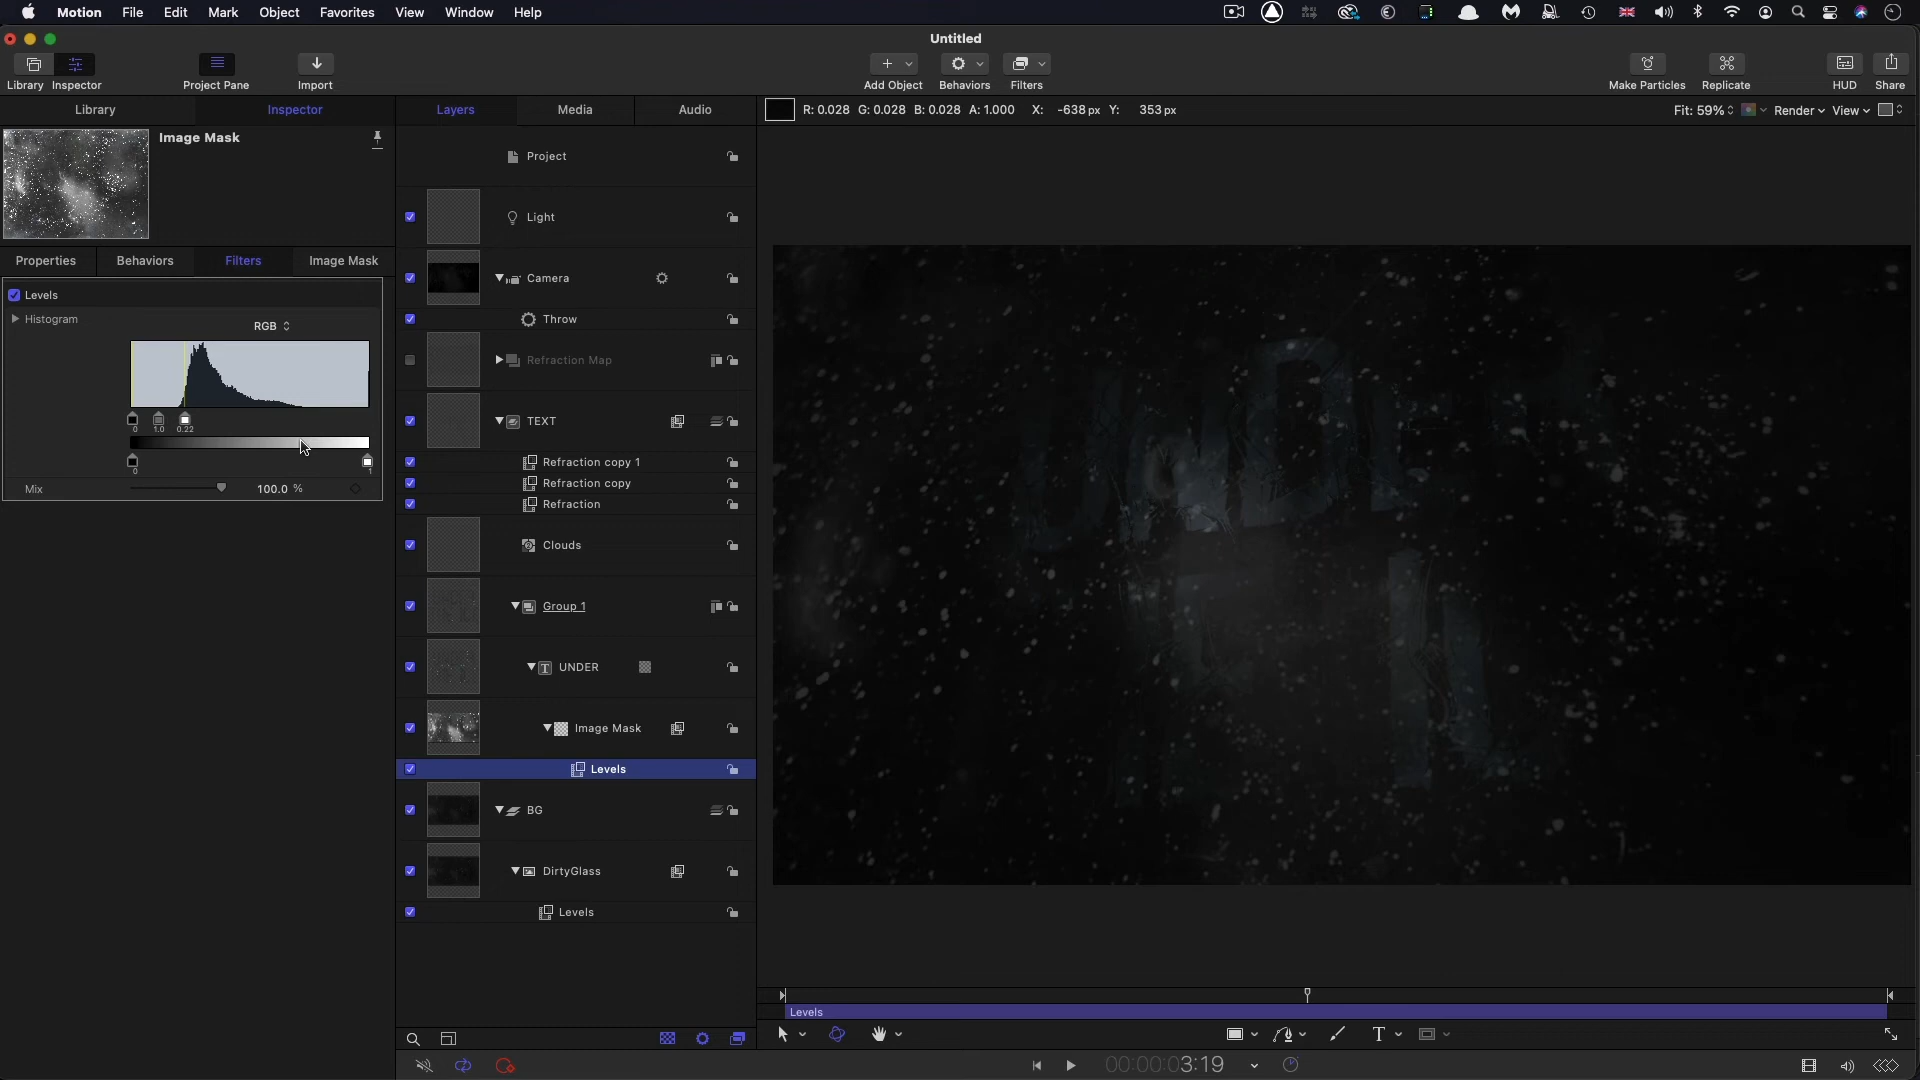 Motion File Edit Mark Object Favorites View Window Help
Untitled
Library Inspector Project Pane Import Add Object Behaviors Filters Make Particles Replicate HUD Share
Library Inspector Layers Media Audio R: 0.028 G: 0.028 B: 0.028 A: 1.000 X: -638 px Y: 353 px Fit: 59% Render View
Image Mask
Project
Light
Properties Behaviors Filters Image Mask
Camera
Levels
Histogram
RGB
Throw
Refraction Map
0 1.0 0.22
TEXT
0 1
Refraction copy 1
Mix 100.0 %
Refraction copy
Refraction
Clouds
Group 1
UNDER
Image Mask
Levels
BG
DirtyGlass
Levels
Levels
T
00:00:03:19